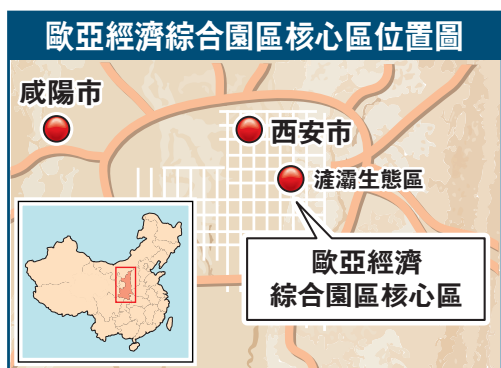 歐亞經濟綜合園區核心區位置圖
咸陽市
西安市
滻灞生態區
歐亞經濟
綜合園區核心區